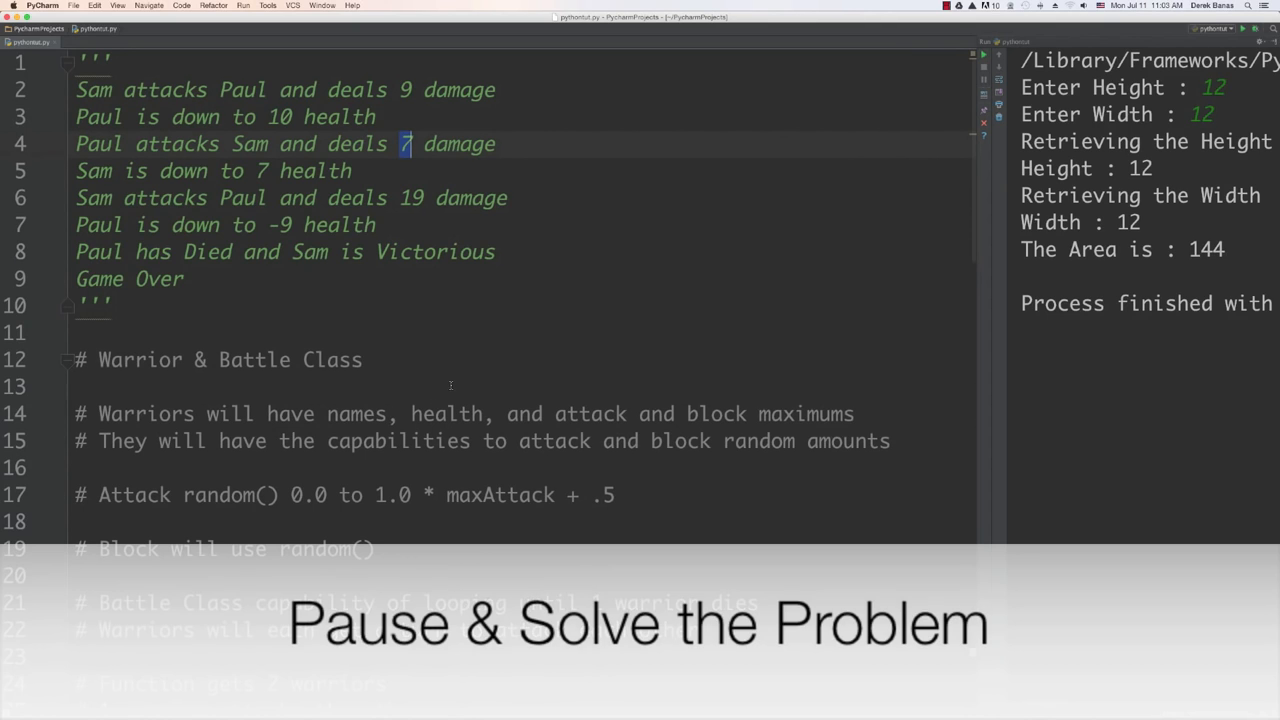 PyCharm File Edit View Navigate Code Refactor Run Tools VCS Window Help
10 Mon Jul 11 11:03 AM Derek Banas
pythontut.py - PycharmProjects - [~/PycharmProjects]
PycharmProjects pythontut.py
pythontut
pythontut.py
Run: pythontut
1 '''
2 Sam attacks Paul and deals 9 damage
3 Paul is down to 10 health
4 Paul attacks Sam and deals 7 damage
5 Sam is down to 7 health
6 Sam attacks Paul and deals 19 damage
7 Paul is down to -9 health
8 Paul has Died and Sam is Victorious
9 Game Over
10 '''
11
12 # Warrior & Battle Class
13
14 # Warriors will have names, health, and attack and block maximums
15 # They will have the capabilities to attack and block random amounts
16
17 # Attack random() 0.0 to 1.0 * maxAttack + .5
18
19 # Block will use random()
20
21 # Battle Class capability of looping until 1 warrior dies
22 # Warriors will each get a turn to attack
23
24 # Function gets 2 warriors
Pause & Solve the Problem
/Library/Frameworks/Py
Enter Height : 12
Enter Width : 12
Retrieving the Height
Height : 12
Retrieving the Width
Width : 12
The Area is : 144
Process finished with